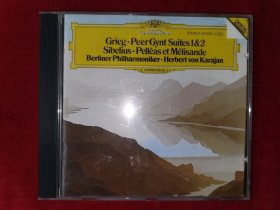 Grieg · Peer Gynt Suites 1&2
Sibelius · Pelléas et Mélisande
Berliner Philharmoniker · Herbert von Karajan